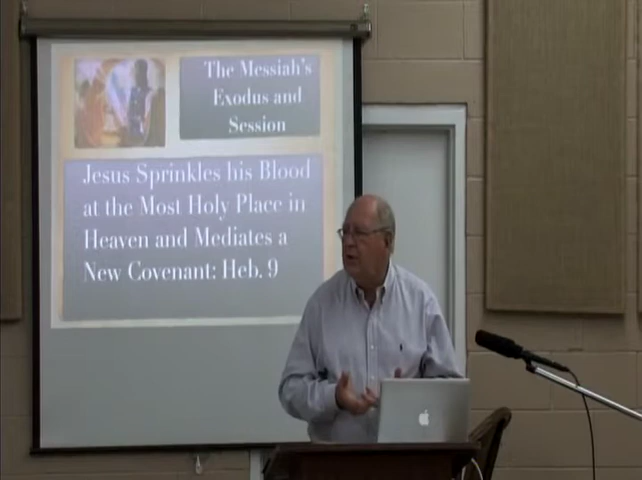 The Messiah's
Exodus and
Session
Jesus Sprinkles his Blood
at the Most Holy Place in
Heaven and Mediates a
New Covenant: Heb. 9